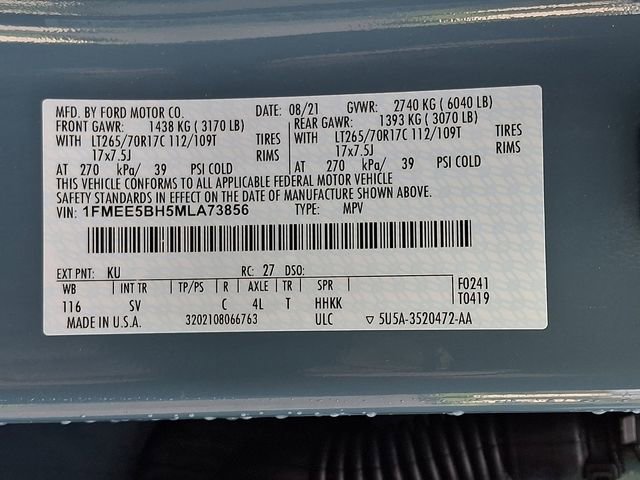 MFD. BY FORD MOTOR CO. DATE: 08/21 GVWR: 2740 KG ( 6040 LB)
FRONT GAWR: 1438 KG ( 3170 LB) REAR GAWR: 1393 KG ( 3070 LB)
WITH LT265/70R17C 112/109T TIRES WITH LT265/70R17C 112/109T TIRES
17x7.5J RIMS 17x7.5J RIMS
AT 270 kPa/ 39 PSI COLD AT 270 kPa/ 39 PSI COLD
THIS VEHICLE CONFORMS TO ALL APPLICABLE FEDERAL MOTOR VEHICLE
SAFETY STANDARDS IN EFFECT ON THE DATE OF MANUFACTURE SHOWN ABOVE.
VIN: 1FMEE5BH5MLA73856 TYPE: MPV
EXT PNT: KU RC: 27 DSO:
WB INT TR TP/PS R AXLE TR SPR F0241
116 SV C 4L T HHKK T0419
MADE IN U.S.A. 3202108066763 ULC ▽ 5U5A-3520472-AA